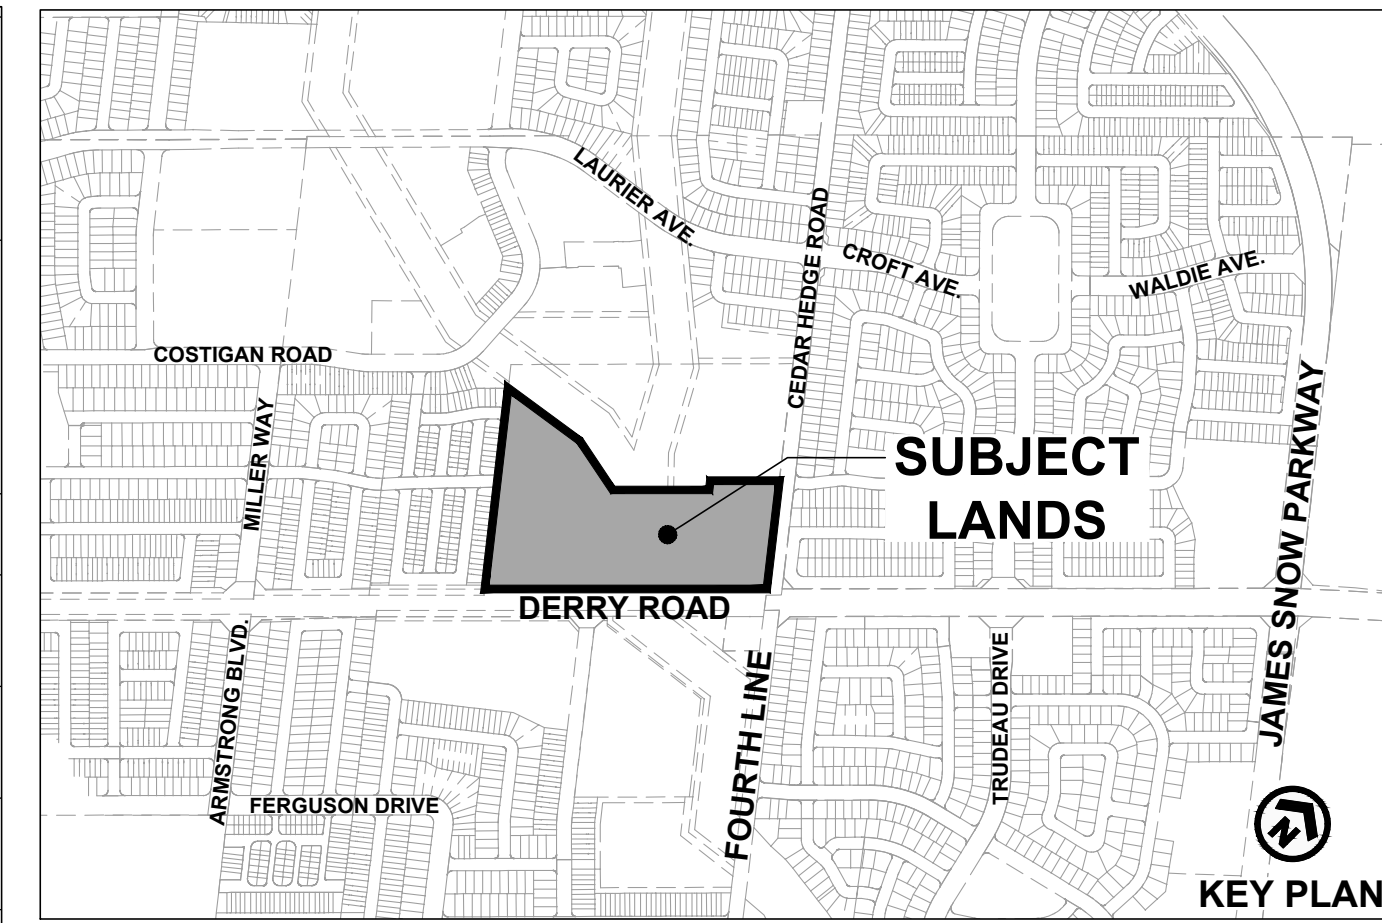 LAURIER AVE.
CEDAR HEDGE ROAD
CROFT AVE.
WALDIE AVE.
COSTIGAN ROAD
MILLER WAY
SUBJECT
LANDS
JAMES SNOW PARKWAY
DERRY ROAD
ARMSTRONG BLVD.
FOURTH LINE
TRUDEAU DRIVE
FERGUSON DRIVE
N
KEY PLAN